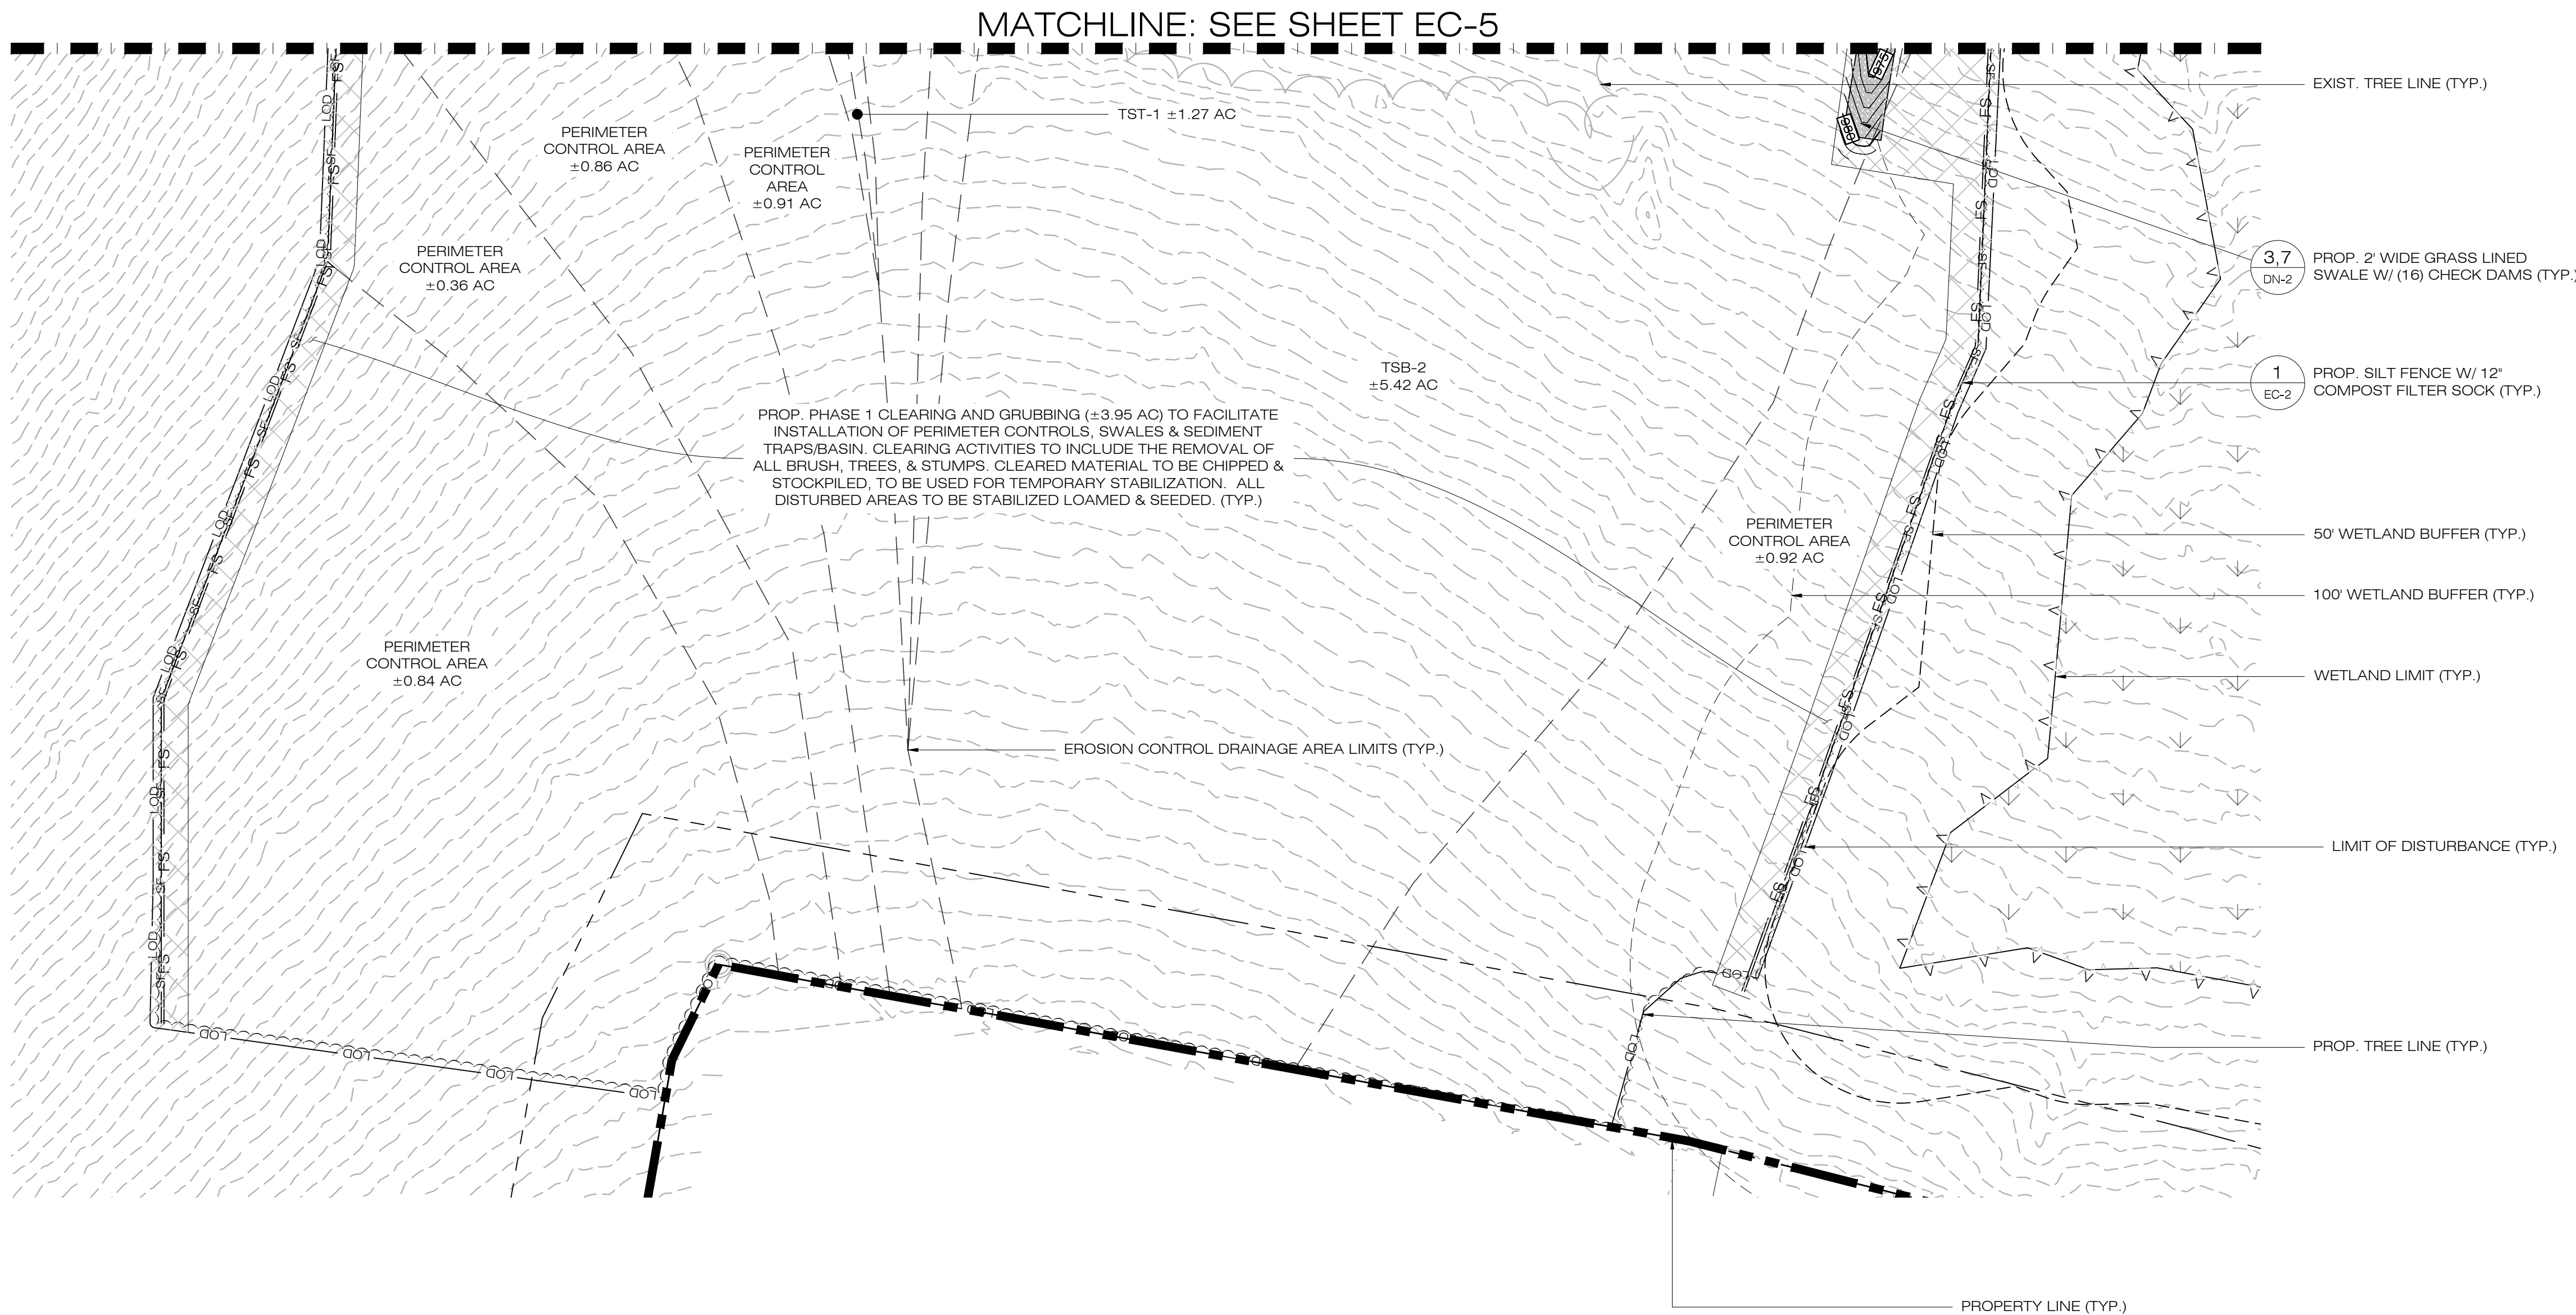 MATCHLINE: SEE SHEET EC-5
EXIST. TREE LINE (TYP.)
TST-1 ±1.27 AC
PERIMETER
CONTROL AREA
±0.86 AC
PERIMETER
CONTROL
AREA
±0.91 AC
PERIMETER
CONTROL AREA
±0.36 AC
975
980
3,7
DN-2
PROP. 2' WIDE GRASS LINED
SWALE W/ (16) CHECK DAMS (TYP.)
TSB-2
±5.42 AC
1
EC-2
PROP. SILT FENCE W/ 12"
COMPOST FILTER SOCK (TYP.)
PROP. PHASE 1 CLEARING AND GRUBBING (±3.95 AC) TO FACILITATE
INSTALLATION OF PERIMETER CONTROLS, SWALES & SEDIMENT
TRAPS/BASIN. CLEARING ACTIVITIES TO INCLUDE THE REMOVAL OF
ALL BRUSH, TREES, & STUMPS. CLEARED MATERIAL TO BE CHIPPED &
STOCKPILED, TO BE USED FOR TEMPORARY STABILIZATION. ALL
DISTURBED AREAS TO BE STABILIZED LOAMED & SEEDED. (TYP.)
PERIMETER
CONTROL AREA
±0.92 AC
50' WETLAND BUFFER (TYP.)
100' WETLAND BUFFER (TYP.)
PERIMETER
CONTROL AREA
±0.84 AC
WETLAND LIMIT (TYP.)
EROSION CONTROL DRAINAGE AREA LIMITS (TYP.)
LIMIT OF DISTURBANCE (TYP.)
LOD
LOD
LOD
LOD
LOD
LOD
PROP. TREE LINE (TYP.)
PROPERTY LINE (TYP.)